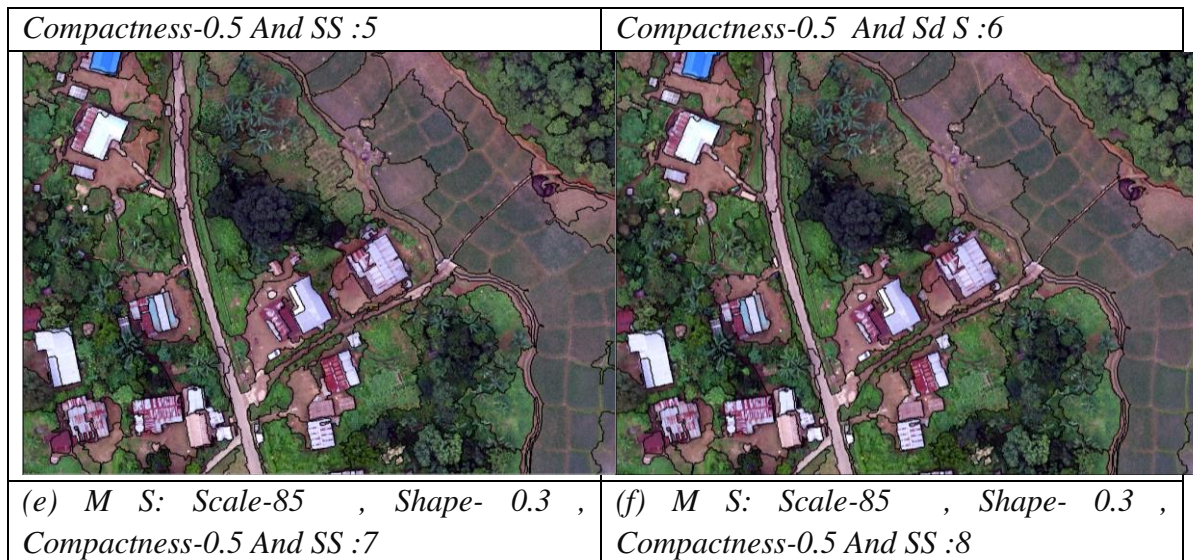 Compactness-0.5 And SS :5
Compactness-0.5 And Sd S :6
(e) M S: Scale-85 , Shape- 0.3 ,
Compactness-0.5 And SS :7
(f) M S: Scale-85 , Shape- 0.3 ,
Compactness-0.5 And SS :8